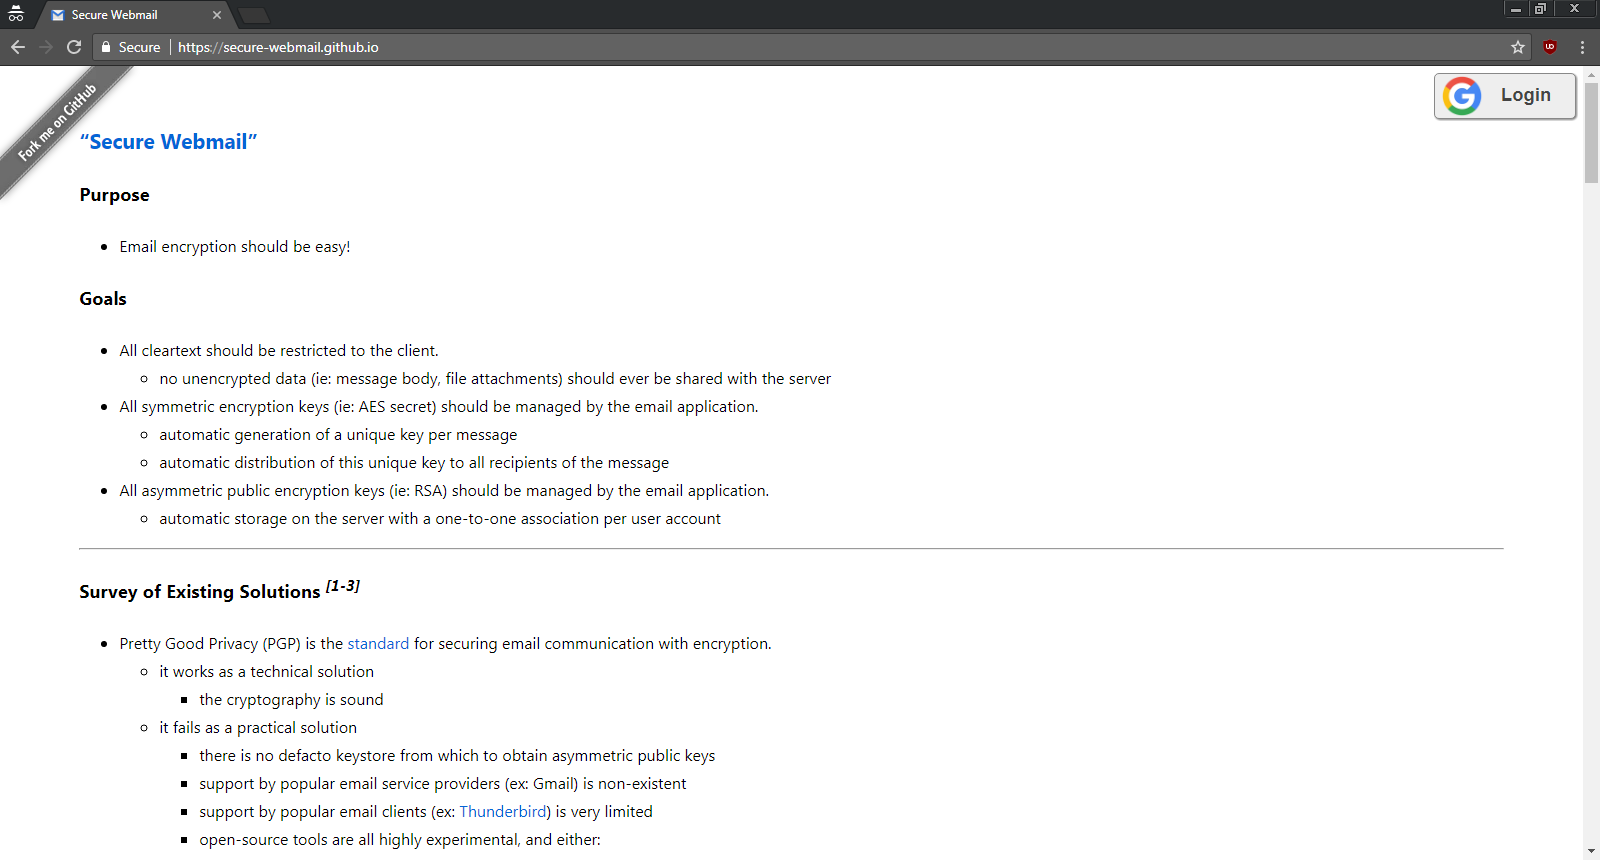 Secure Webmail
Secure
https://secure-webmail.github.io
Fork me on GitHub
Login
“Secure Webmail”
Purpose
Email encryption should be easy!
Goals
All cleartext should be restricted to the client.
no unencrypted data (ie: message body, file attachments) should ever be shared with the server
All symmetric encryption keys (ie: AES secret) should be managed by the email application.
automatic generation of a unique key per message
automatic distribution of this unique key to all recipients of the message
All asymmetric public encryption keys (ie: RSA) should be managed by the email application.
automatic storage on the server with a one-to-one association per user account
Survey of Existing Solutions [1-3]
Pretty Good Privacy (PGP) is the standard for securing email communication with encryption.
it works as a technical solution
the cryptography is sound
it fails as a practical solution
there is no defacto keystore from which to obtain asymmetric public keys
support by popular email service providers (ex: Gmail) is non-existent
support by popular email clients (ex: Thunderbird) is very limited
open-source tools are all highly experimental, and either: